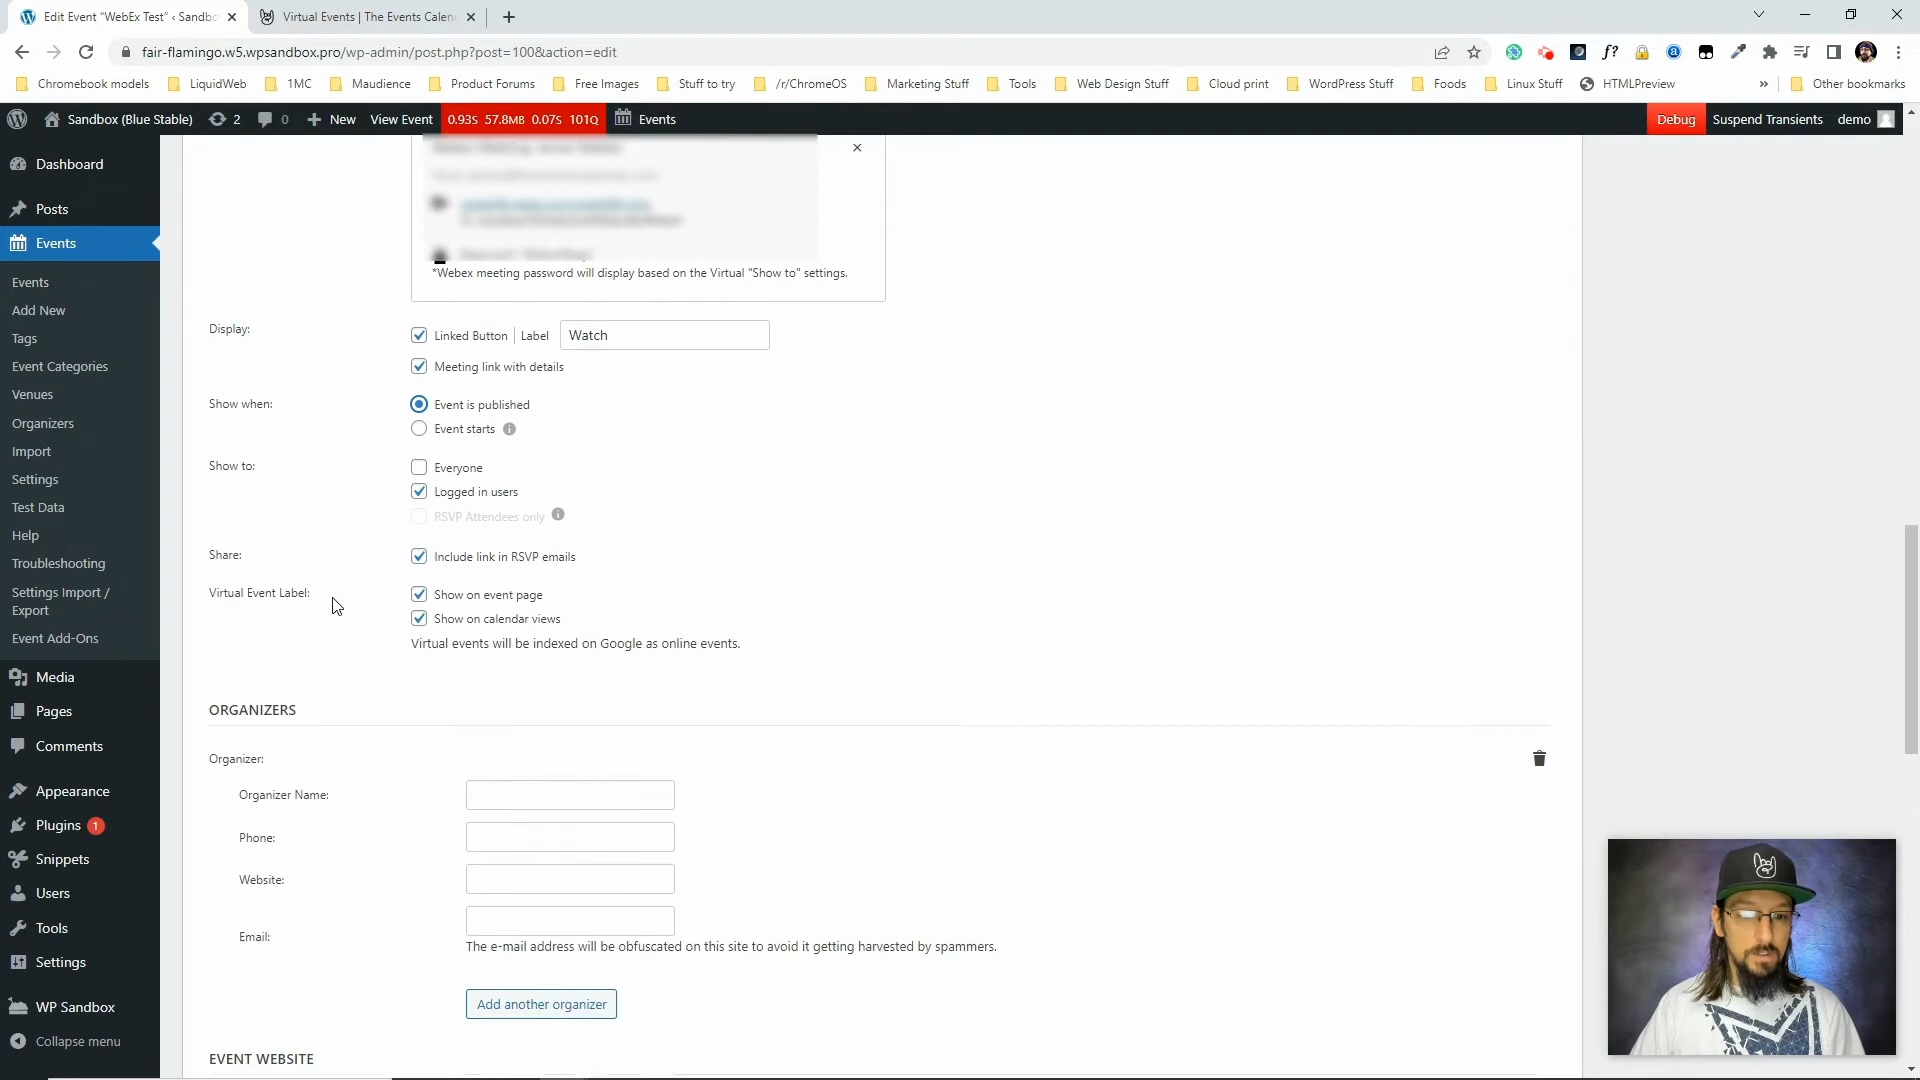 Edit Event "WebEx Test" ‹ Sandbo
Virtual Events | The Events Calen
fair-flamingo.w5.wpsandbox.pro/wp-admin/post.php?post=100&action=edit
Chromebook models
LiquidWeb
1MC
Maudience
Product Forums
Free Images
Stuff to try
/r/ChromeOS
Marketing Stuff
Tools
Web Design Stuff
Cloud print
WordPress Stuff
Foods
Linux Stuff
HTMLPreview
»
Other bookmarks
Sandbox (Blue Stable)
2
0
New
View Event
0.93S 57.8MB 0.07S 101Q
Events
Debug
Suspend Transients
demo
Dashboard
Posts
Events
Events
Add New
Tags
Event Categories
Venues
Organizers
Import
Settings
Test Data
Help
Troubleshooting
Settings Import /
Export
Event Add-Ons
Media
Pages
Comments
Appearance
Plugins 1
Snippets
Users
Tools
Settings
WP Sandbox
Collapse menu
*Webex meeting password will display based on the Virtual "Show to" settings.
Display:
Linked Button | Label
Watch
Meeting link with details
Show when:
Event is published
Event starts
Show to:
Everyone
Logged in users
RSVP Attendees only
Share:
Include link in RSVP emails
Virtual Event Label:
Show on event page
Show on calendar views
Virtual events will be indexed on Google as online events.
ORGANIZERS
Organizer:
Organizer Name:
Phone:
Website:
Email:
The e-mail address will be obfuscated on this site to avoid it getting harvested by spammers.
Add another organizer
EVENT WEBSITE